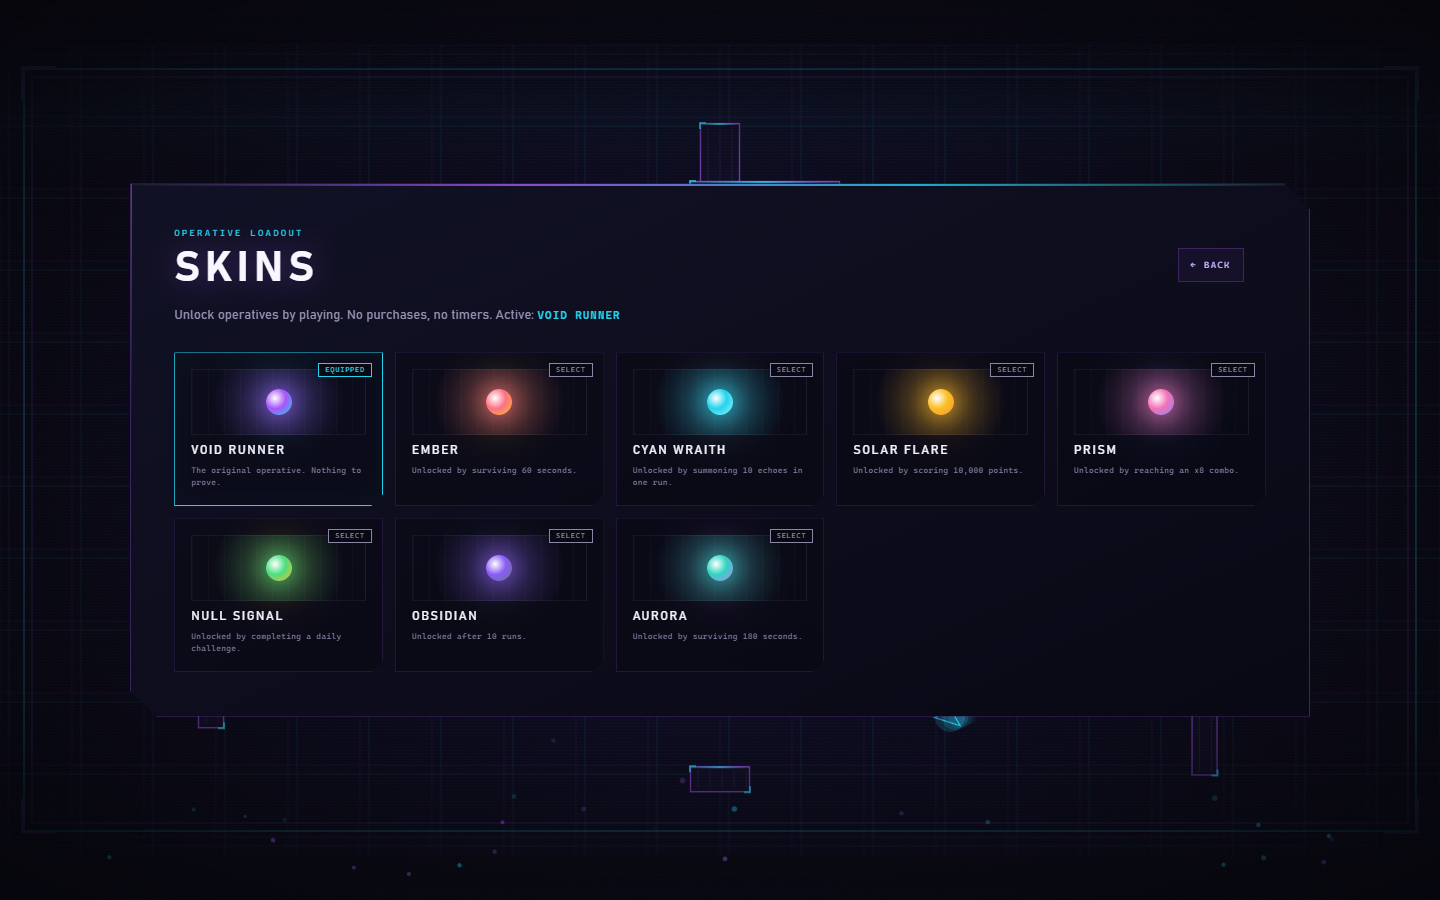 OPERATIVE LOADOUT
SKINS
← BACK
Unlock operatives by playing. No purchases, no timers. Active: VOID RUNNER
EQUIPPED
VOID RUNNER
The original operative. Nothing to
prove.
SELECT
EMBER
Unlocked by surviving 60 seconds.
SELECT
CYAN WRAITH
Unlocked by summoning 10 echoes in
one run.
SELECT
SOLAR FLARE
Unlocked by scoring 10,000 points.
SELECT
PRISM
Unlocked by reaching an x8 combo.
SELECT
NULL SIGNAL
Unlocked by completing a daily
challenge.
SELECT
OBSIDIAN
Unlocked after 10 runs.
SELECT
AURORA
Unlocked by surviving 180 seconds.